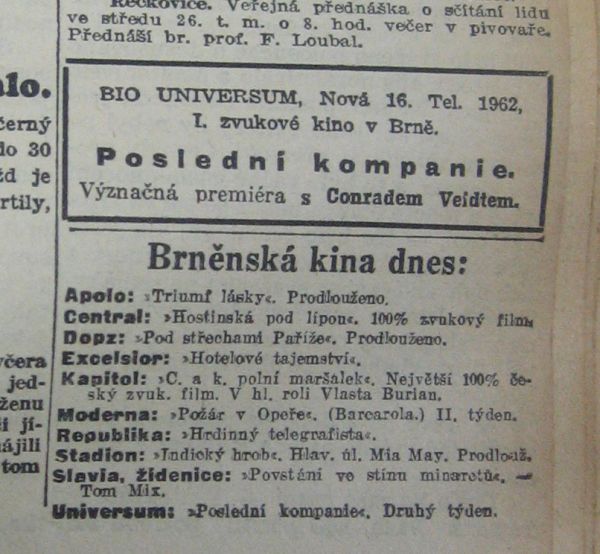 Řečkovice. Veřejná přednáška o sčítání lidu
ve středu 26. t. m. o 8. hod. večer v pivovaře.
Přednáší br. prof. F. Loubal.
lo.
černý
do 30
žd je
rtily,
BIO UNIVERSUM, Nová 16. Tel. 1962,
I. zvukové kino v Brně.
Poslední kompanie.
Význačná premiéra s Conradem Veidtem.
Brněnská kina dnes:
Apolo: »Triumf lásky«. Prodlouženo.
Central: »Hostinská pod lípou«. 100% zvukový film.
Dopz: »Pod střechami Paříže«. Prodlouženo.
Excelsior: »Hotelové tajemství«.
Kapitol: »C. a k. polní maršálek«. Největší 100% če-
ský zvuk. film. V hl. roli Vlasta Burian.
Moderna: »Požár v Opeře«. (Barcarola.) II. týden.
Republika: »Hrdinný telegrafista«.
Stadion: »Indický hrob«. Hlav. úl. Mia May. Prodlouž.
Slavia, židenice: »Povstání ve stínu minaretů«. —
Tom Mix.
Universum: »Poslední kompanie«. Druhý týden.
včera
jed-
ženu
i jí-
ájili
tom